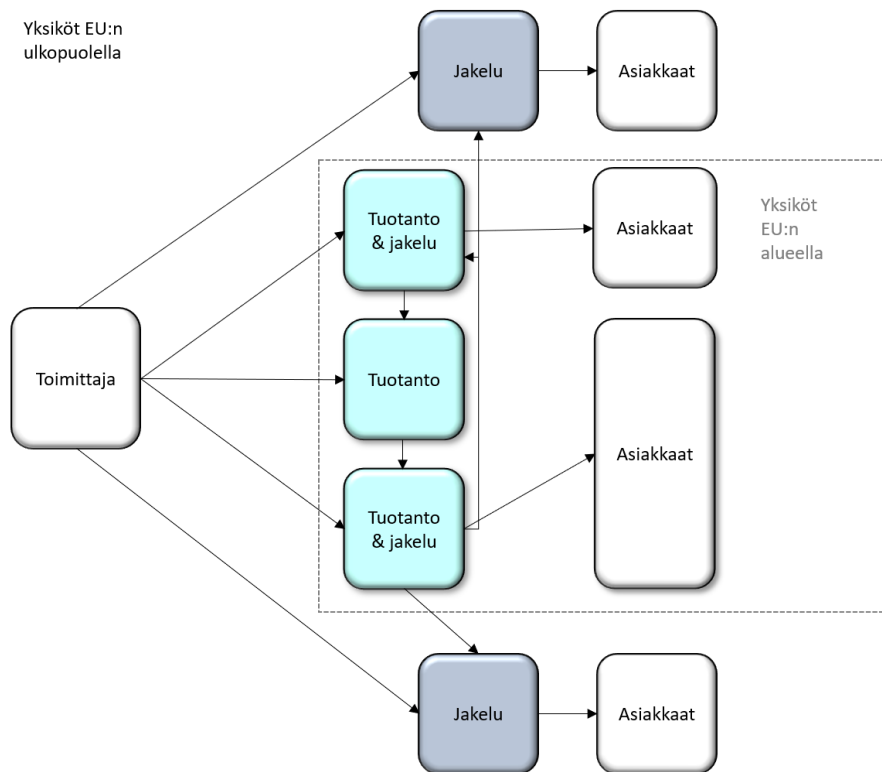 Yksiköt EU:n
ulkopuolella
Jakelu
Asiakkaat
Tuotanto
& jakelu
Asiakkaat
Yksiköt
EU:n
alueella
Toimittaja
Tuotanto
Asiakkaat
Tuotanto
& jakelu
Jakelu
Asiakkaat